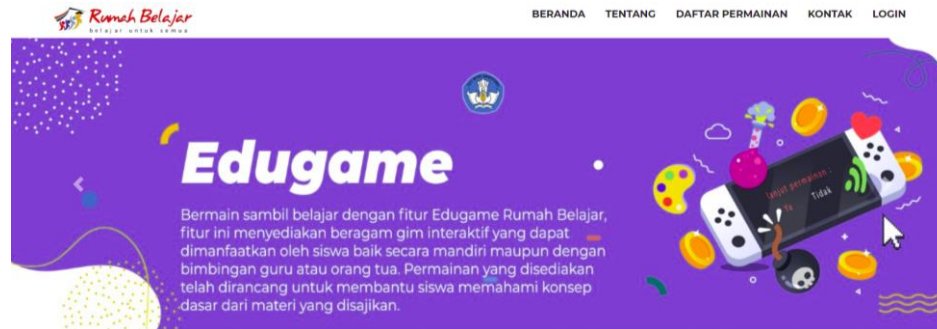 Rumah Belajar
belajar untuk semua
BERANDA TENTANG DAFTAR PERMAINAN KONTAK LOGIN
Edugame
Bermain sambil belajar dengan fitur Edugame Rumah Belajar,
fitur ini menyediakan beragam gim interaktif yang dapat
dimanfaatkan oleh siswa baik secara mandiri maupun dengan
bimbingan guru atau orang tua. Permainan yang disediakan
telah dirancang untuk membantu siswa memahami konsep
dasar dari materi yang disajikan.
lanjut permainan
Ya Tidak